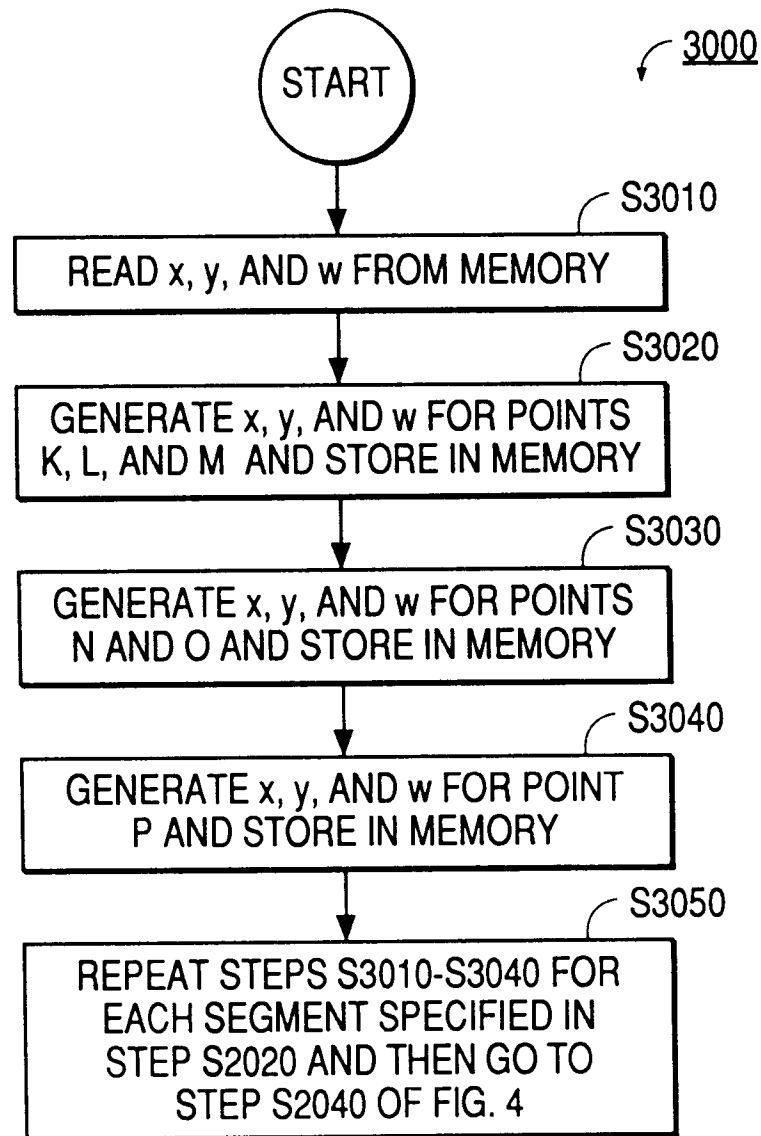 START
3000
S3010
READ x, y, AND w FROM MEMORY
S3020
GENERATE x, y, AND w FOR POINTS
K, L, AND M AND STORE IN MEMORY
S3030
GENERATE x, y, AND w FOR POINTS
N AND O AND STORE IN MEMORY
S3040
GENERATE x, y, AND w FOR POINT
P AND STORE IN MEMORY
S3050
REPEAT STEPS S3010-S3040 FOR
EACH SEGMENT SPECIFIED IN
STEP S2020 AND THEN GO TO
STEP S2040 OF FIG. 4